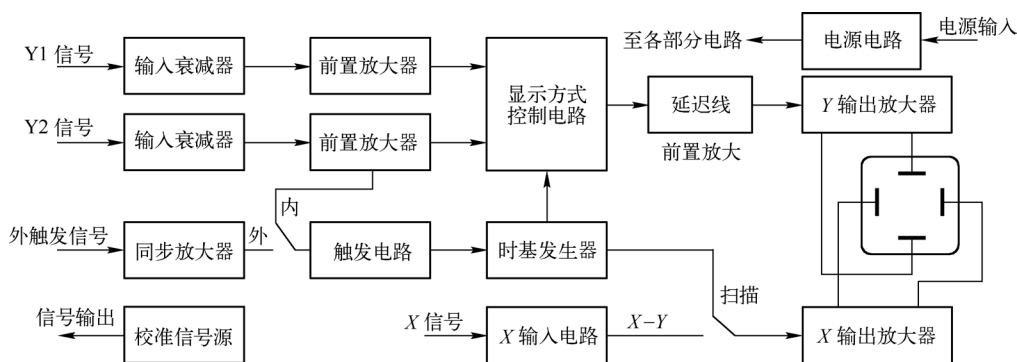 Y1 信号
输入衰减器
前置放大器
显示方式
控制电路
至各部分电路
电源电路
电源输入
延迟线
前置放大
Y 输出放大器
Y2 信号
输入衰减器
前置放大器
内
外触发信号
同步放大器
外
触发电路
时基发生器
扫描
信号输出
校准信号源
X 信号
X 输入电路
X-Y
X 输出放大器